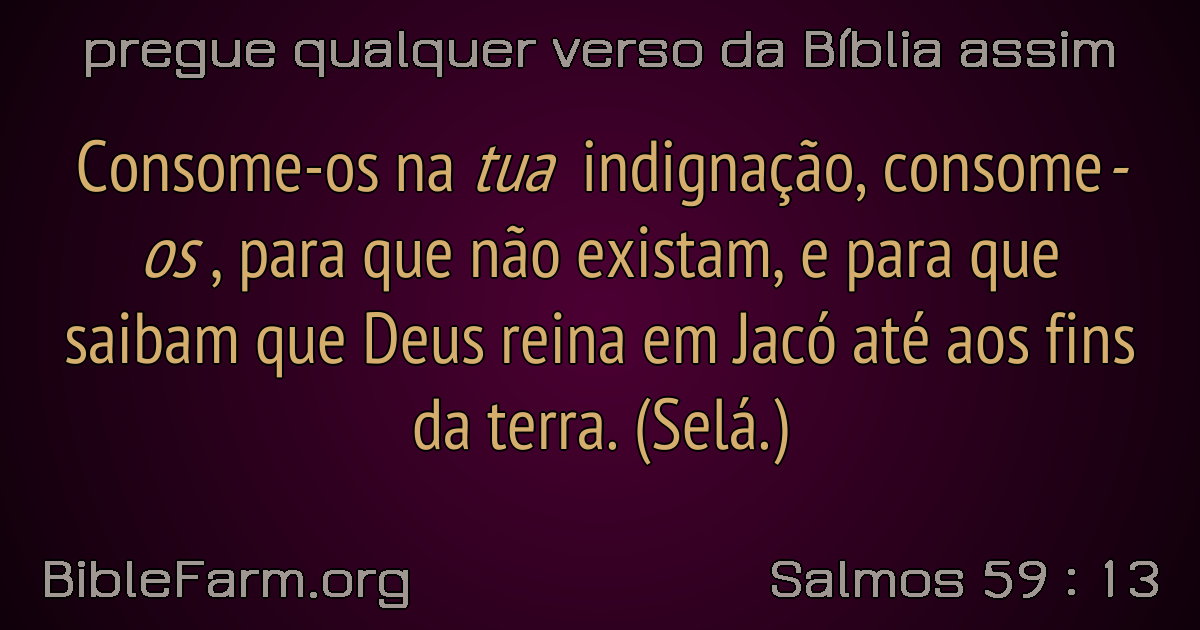 pregue qualquer verso da Bíblia assim
Consome-os na tua indignação, consome-
os , para que não existam, e para que
saibam que Deus reina em Jacó até aos fins
da terra. (Selá.)
BibleFarm.org
Salmos 59 : 13